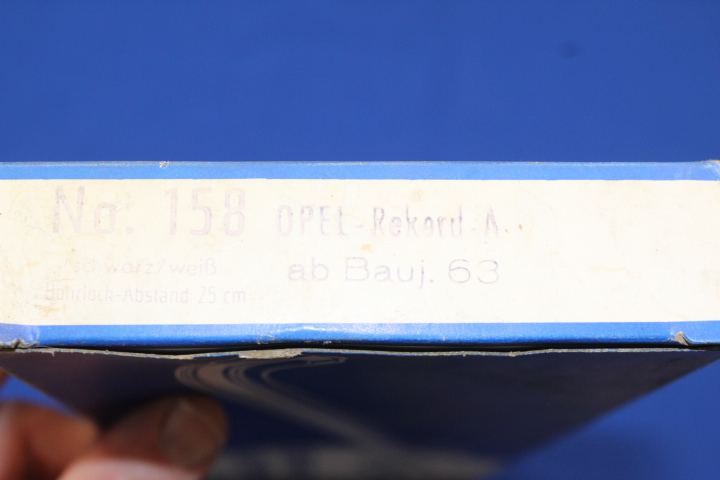 No: 158 OPEL-Rekord A.
schwarz/weiß ab Bauj. 63
Bohrloch-Abstand 25 cm